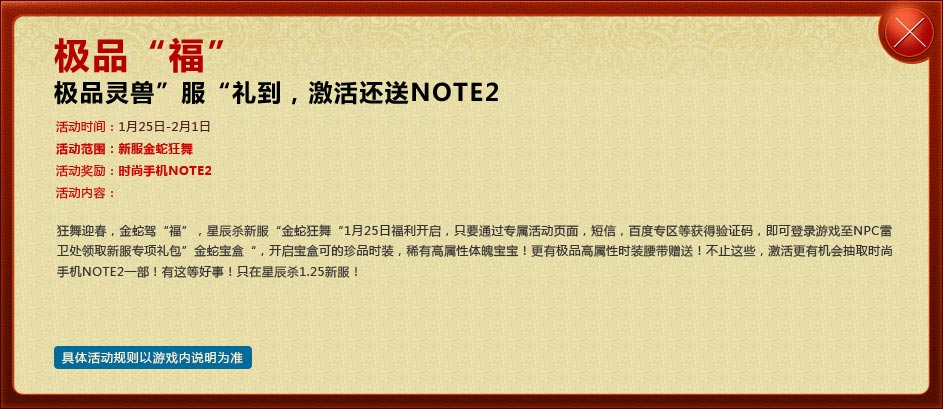 极品“福”
极品灵兽”服“礼到，激活还送NOTE2
活动时间：1月25日-2月1日
活动范围：新服金蛇狂舞
活动奖励：时尚手机NOTE2
活动内容：
狂舞迎春，金蛇驾“福”，星辰杀新服“金蛇狂舞“1月25日福利开启，只要通过专属活动页面，短信，百度专区等获得验证码，即可登录游戏至NPC雷
卫处领取新服专项礼包”金蛇宝盒“，开启宝盒可的珍品时装，稀有高属性体魄宝宝！更有极品高属性时装腰带赠送！不止这些，激活更有机会抽取时尚
手机NOTE2一部！有这等好事！只在星辰杀1.25新服！
具体活动规则以游戏内说明为准